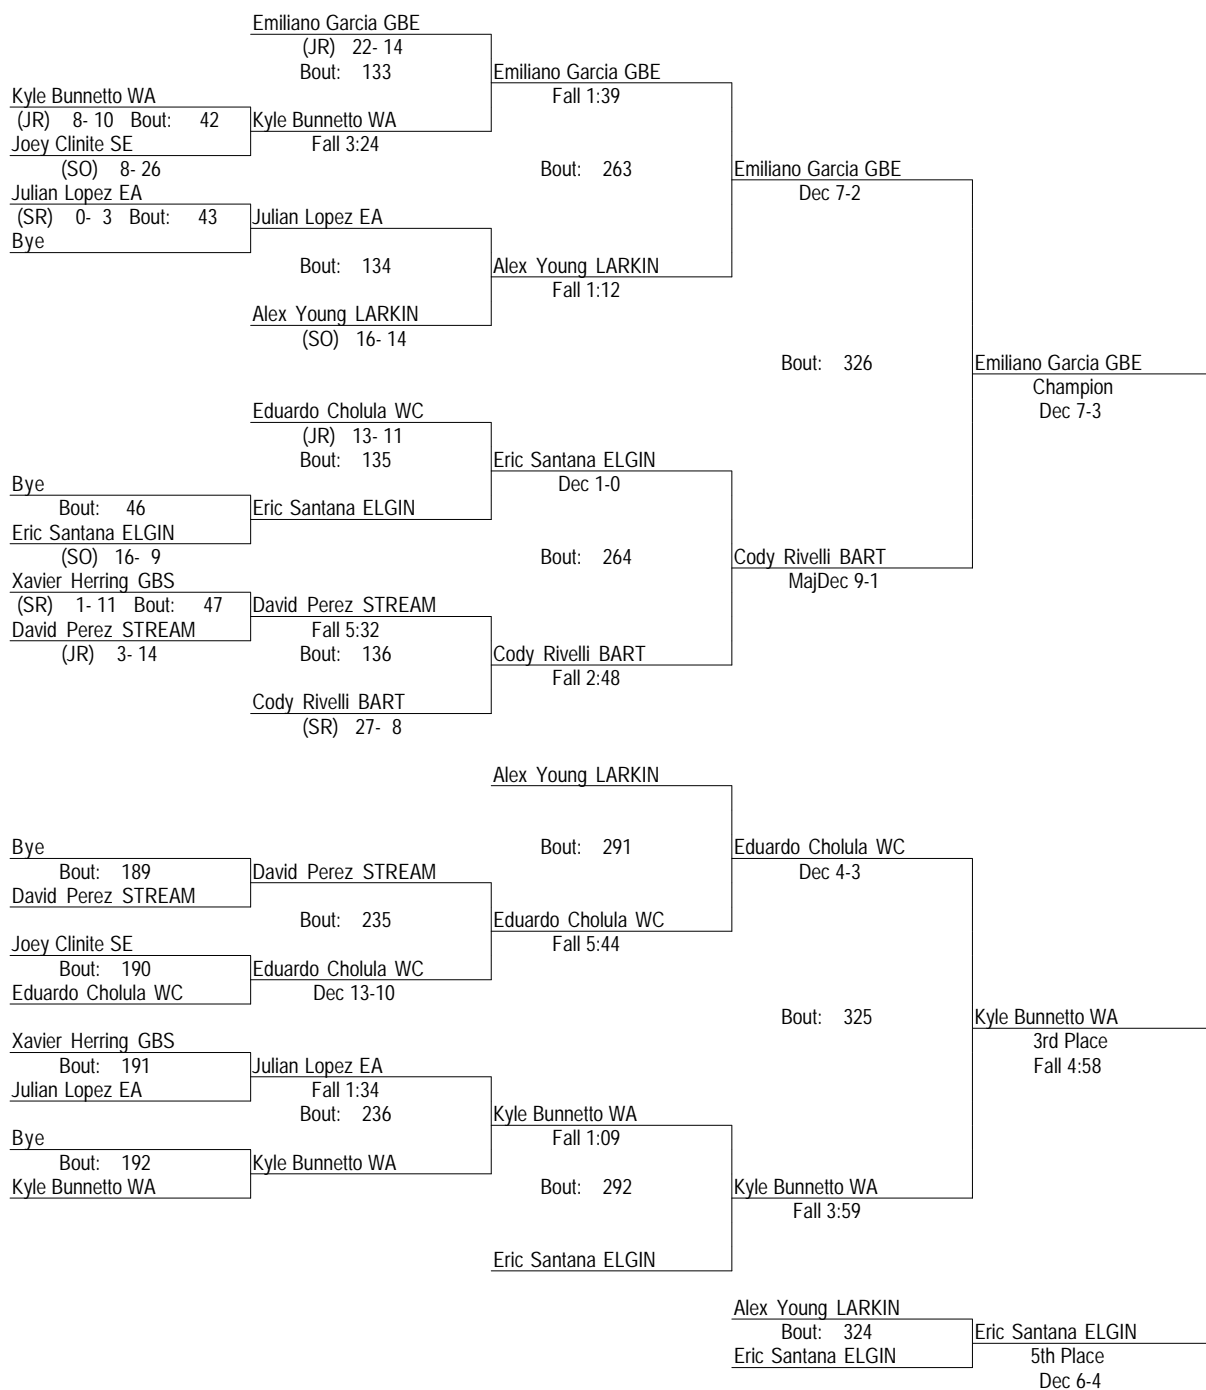 Emiliano Garcia GBE
(JR) 22- 14
Bout: 133
Emiliano Garcia GBE
Fall 1:39
Kyle Bunnetto WA
(JR) 8- 10 Bout: 42
Kyle Bunnetto WA
Joey Clinite SE
Fall 3:24
(SO) 8- 26
Bout: 263
Emiliano Garcia GBE
Dec 7-2
Julian Lopez EA
(SR) 0- 3 Bout: 43
Julian Lopez EA
Bye
Bout: 134
Alex Young LARKIN
Fall 1:12
Alex Young LARKIN
(SO) 16- 14
Bout: 326
Emiliano Garcia GBE
Champion
Dec 7-3
Eduardo Cholula WC
(JR) 13- 11
Bout: 135
Eric Santana ELGIN
Dec 1-0
Bye
Bout: 46
Eric Santana ELGIN
Eric Santana ELGIN
(SO) 16- 9
Bout: 264
Cody Rivelli BART
MajDec 9-1
Xavier Herring GBS
(SR) 1- 11 Bout: 47
David Perez STREAM
David Perez STREAM
Fall 5:32
(JR) 3- 14
Bout: 136
Cody Rivelli BART
Fall 2:48
Cody Rivelli BART
(SR) 27- 8
Alex Young LARKIN
Bye
Bout: 291
Eduardo Cholula WC
Dec 4-3
Bout: 189
David Perez STREAM
David Perez STREAM
Bout: 235
Eduardo Cholula WC
Fall 5:44
Joey Clinite SE
Bout: 190
Eduardo Cholula WC
Eduardo Cholula WC
Dec 13-10
Bout: 325
Kyle Bunnetto WA
3rd Place
Fall 4:58
Xavier Herring GBS
Bout: 191
Julian Lopez EA
Julian Lopez EA
Fall 1:34
Bout: 236
Kyle Bunnetto WA
Fall 1:09
Bye
Bout: 192
Kyle Bunnetto WA
Kyle Bunnetto WA
Bout: 292
Kyle Bunnetto WA
Fall 3:59
Eric Santana ELGIN
Alex Young LARKIN
Bout: 324
Eric Santana ELGIN
Eric Santana ELGIN
5th Place
Dec 6-4